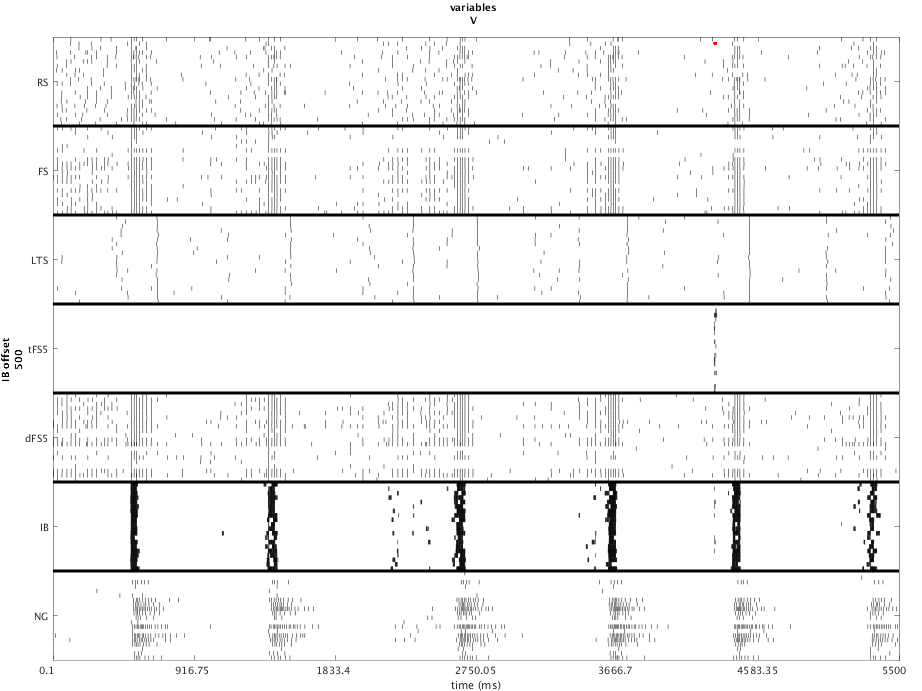 variables
V
RS
FS
LTS
tFS5
dFS5
IB
NG
IB offset
500
0.1 916.75 1833.4 2750.05 3666.7 4583.35 5500
time (ms)